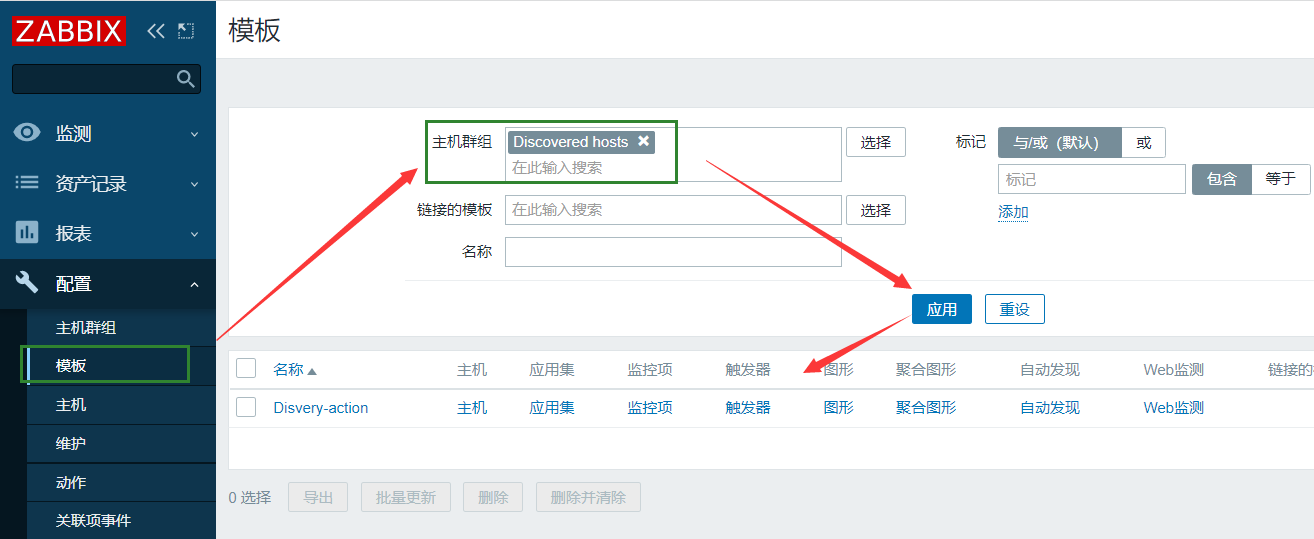 ZABBIX
监测
资产记录
报表
配置
主机群组
模板
主机
维护
动作
关联项事件
模板
主机群组 Discovered hosts 选择
在此输入搜索
链接的模板 在此输入搜索 选择
名称
标记 与/或（默认） 或
标记 包含 等于
添加
应用 重设
名称 主机 应用集 监控项 触发器 图形 聚合图形 自动发现 Web监测 链接的
Disvery-action 主机 应用集 监控项 触发器 图形 聚合图形 自动发现 Web监测
0 选择 导出 批量更新 删除 删除并清除